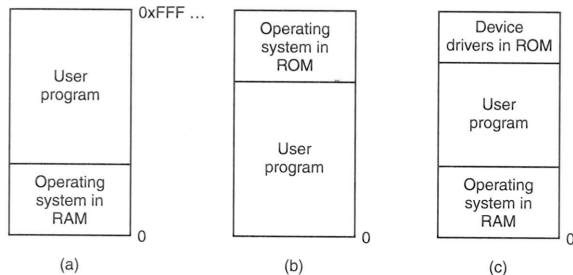 0xFFF ...
User
program
Operating
system in
RAM
0
(a)
Operating
system in
ROM
User
program
0
(b)
Device
drivers in ROM
User
program
Operating
system in
RAM
0
(c)